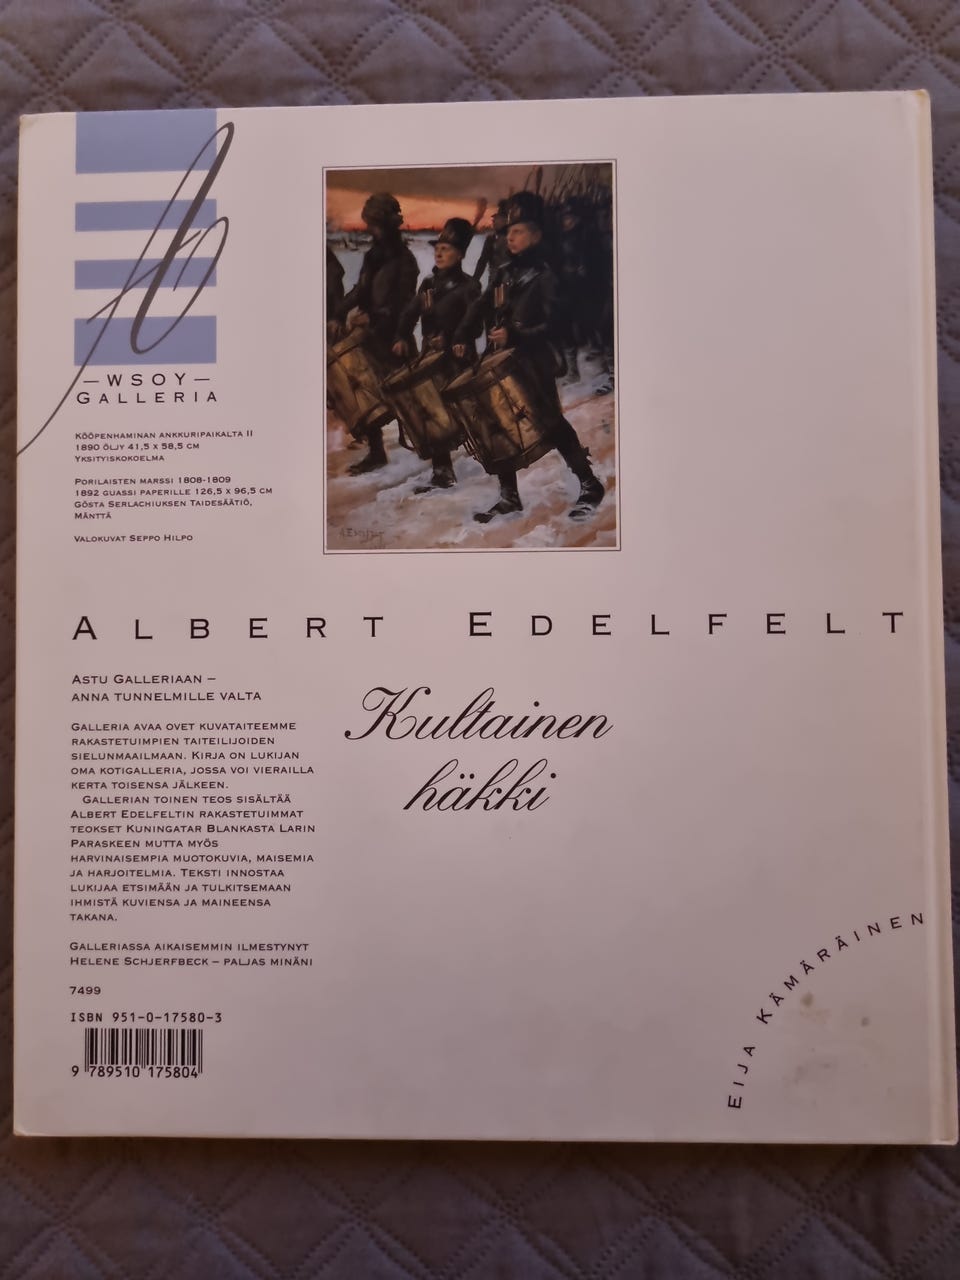 fb
—WSOY—
GALLERIA
KÖÖPENHAMINAN ANKKURIPAIKALTA II
1890 ÖLJY 41,5 X 58,5 CM
YKSITYISKOKOELMA
PORILAISTEN MARSSI 1808-1809
1892 GUASSI PAPERILLE 126,5 X 96,5 CM
GÖSTA SERLACHIUKSEN TAIDESÄÄTIÖ,
MÄNTTÄ
VALOKUVAT SEPPO HILPO
A. Edelfelt
ALBERT EDELFELT
Kultainen
häkki
ASTU GALLERIAAN –
ANNA TUNNELMILLE VALTA
GALLERIA AVAA OVET KUVATAITEEMME
RAKASTETUIMPIEN TAITEILIJOIDEN
SIELUNMAAILMAAN. KIRJA ON LUKIJAN
OMA KOTIGALLERIA, JOSSA VOI VIERAILLA
KERTA TOISENSA JÄLKEEN.
GALLERIAN TOINEN TEOS SISÄLTÄÄ
ALBERT EDELFELTIN RAKASTETUIMMAT
TEOKSET KUNINGATAR BLANKASTA LARIN
PARASKEEN MUTTA MYÖS
HARVINAISEMPIA MUOTOKUVIA, MAISEMIA
JA HARJOITELMIA. TEKSTI INNOSTAA
LUKIJAA ETSIMÄÄN JA TULKITSEMAAN
IHMISTÄ KUVIENSA JA MAINEENSA
TAKANA.
GALLERIASSA AIKAISEMMIN ILMESTYNYT
HELENE SCHJERFBECK – PALJAS MINÄNI
7499
ISBN 951-0-17580-3
9 789510 175804
EIJA KÄMÄRÄINEN